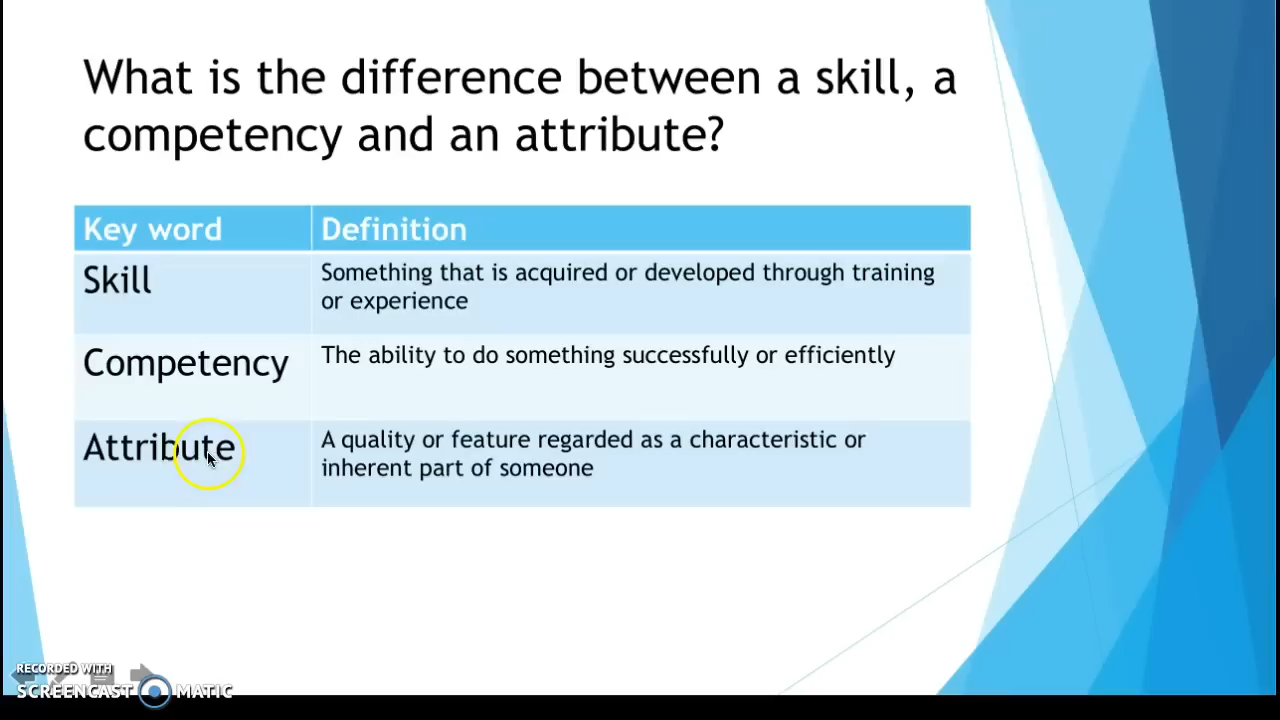 What is the difference between a skill, a
competency and an attribute?
Key word
Definition
Skill
Something that is acquired or developed through training
or experience
Competency
The ability to do something successfully or efficiently
Attribute
A quality or feature regarded as a characteristic or
inherent part of someone
RECORDED WITH
SCREENCAST MATIC